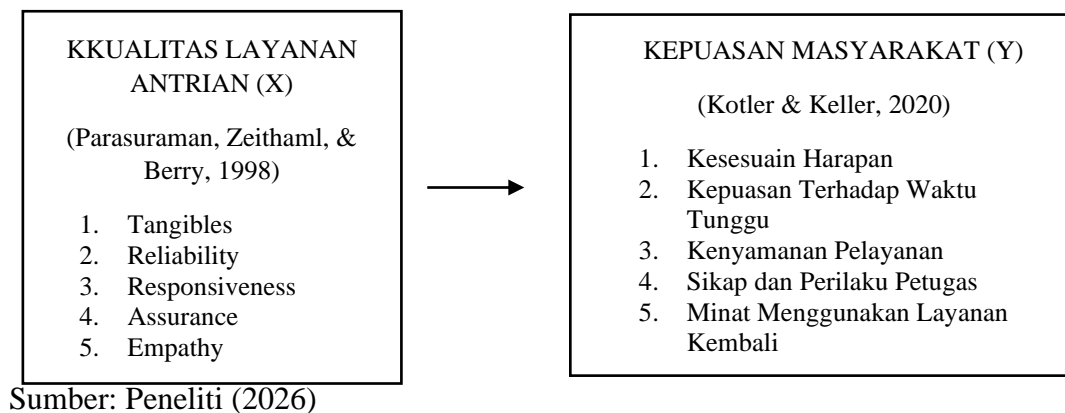 KKUALITAS LAYANAN
ANTRIAN (X)
(Parasuraman, Zeithaml, &
Berry, 1998)
1. Tangibles
2. Reliability
3. Responsiveness
4. Assurance
5. Empathy
KEPUASAN MASYARAKAT (Y)
(Kotler & Keller, 2020)
1. Kesesuain Harapan
2. Kepuasan Terhadap Waktu
Tunggu
3. Kenyamanan Pelayanan
4. Sikap dan Perilaku Petugas
5. Minat Menggunakan Layanan
Kembali
Sumber: Peneliti (2026)